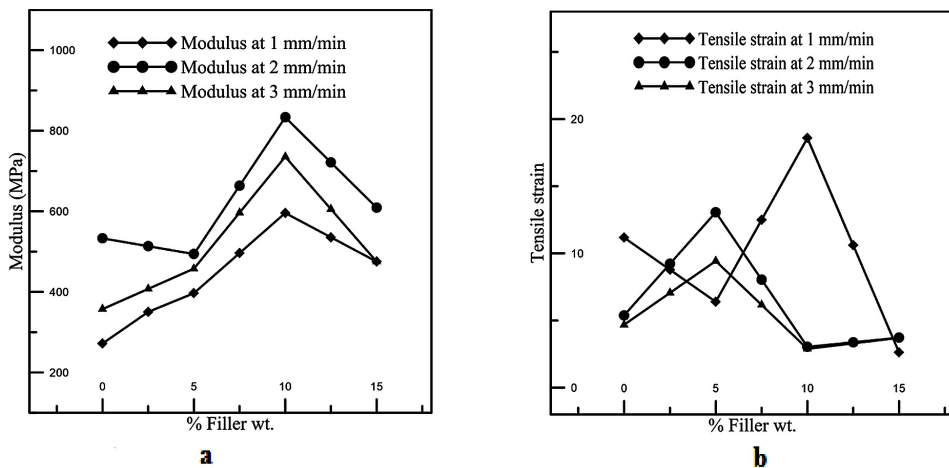 1000
800
600
400
200
Modulus (MPa)
Modulus at 1 mm/min
Modulus at 2 mm/min
Modulus at 3 mm/min
0 5 10 15
% Filler wt.
a
20
10
0
Tensile strain
Tensile strain at 1 mm/min
Tensile strain at 2 mm/min
Tensile strain at 3 mm/min
0 5 10 15
% Filler wt.
b